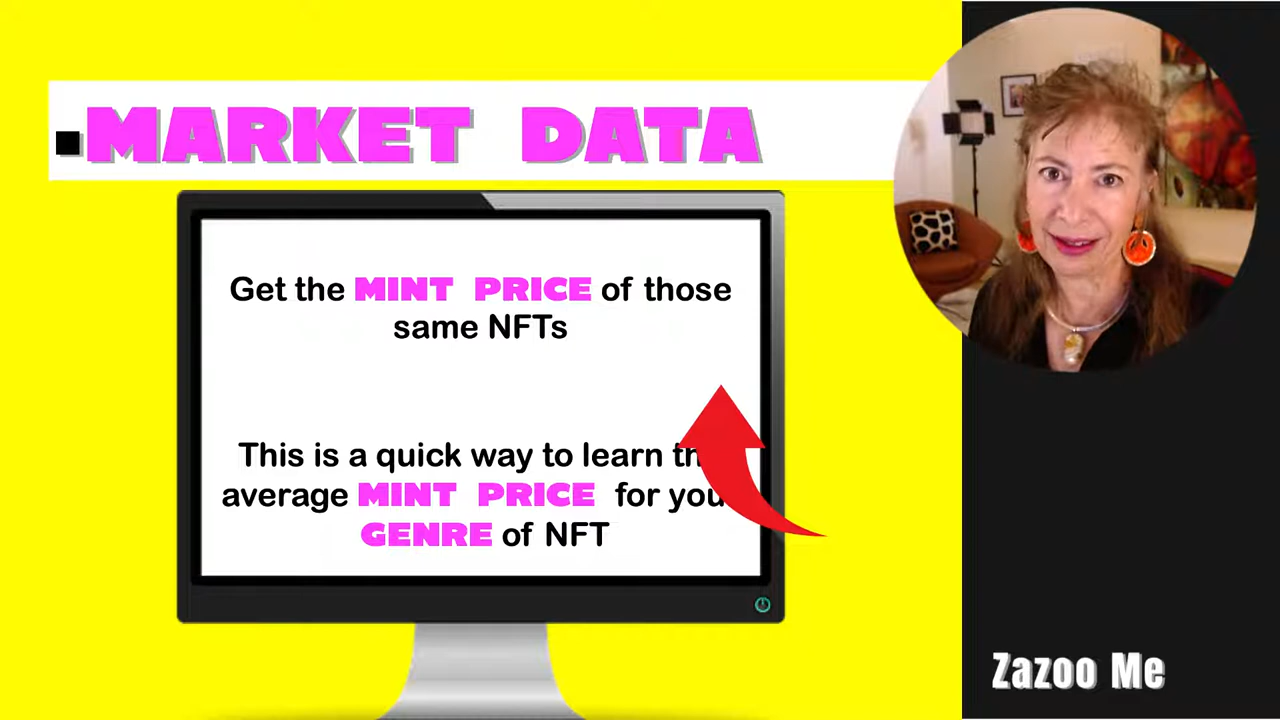 MARKET DATA
Get the MINT PRICE of those
same NFTs
This is a quick way to learn
average MINT PRICE for
GENRE of NFT
Zazoo Me